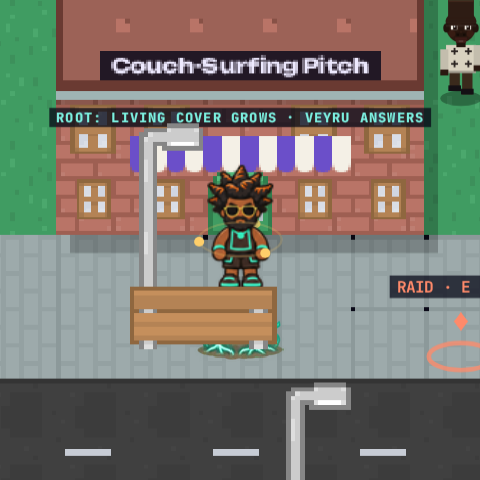 Couch-Surfing Pitch
ROOT: LIVING COVER GROWS · VEYRU ANSWERS
RAID · E